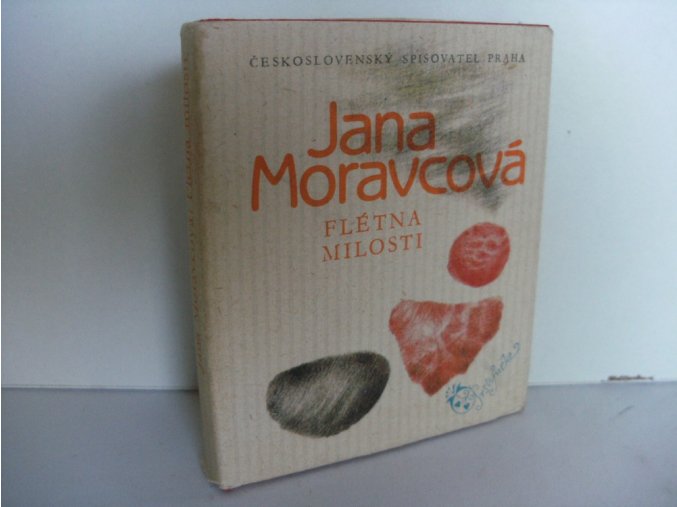 ČESKOSLOVENSKÝ SPISOVATEL PRAHA
Jana
Moravcová
FLÉTNA
MILOSTI